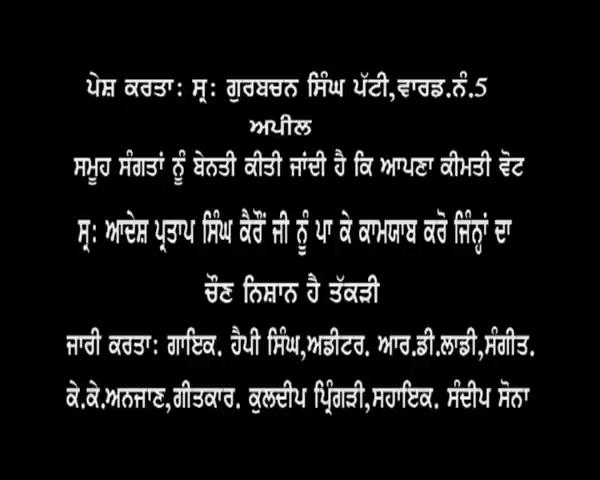 ਪੇਸ਼ ਕਰਤਾ: ਸ੍ਰ: ਗੁਰਬਚਨ ਸਿੰਘ ਪੱਟੀ,ਵਾਰਡ.ਨੰ.5
ਅਪੀਲ
ਸਮੂਹ ਸੰਗਤਾਂ ਨੂੰ ਬੇਨਤੀ ਕੀਤੀ ਜਾਂਦੀ ਹੈ ਕਿ ਆਪਣਾ ਕੀਮਤੀ ਵੋਟ
ਸ੍ਰ: ਆਦੇਸ਼ ਪ੍ਰਤਾਪ ਸਿੰਘ ਕੈਰੌਂ ਜੀ ਨੂੰ ਪਾ ਕੇ ਕਾਮਯਾਬ ਕਰੋ ਜਿੰਨ੍ਹਾਂ ਦਾ
ਚੌਣ ਨਿਸ਼ਾਨ ਹੈ ਤੱਕੜੀ
ਜਾਰੀ ਕਰਤਾ: ਗਾਇਕ. ਹੈਪੀ ਸਿੰਘ,ਅਡੀਟਰ. ਆਰ.ਡੀ.ਲਾਡੀ,ਸੰਗੀਤ.
ਕੇ.ਕੇ.ਅਨਜਾਣ,ਗੀਤਕਾਰ. ਕੁਲਦੀਪ ਪ੍ਰਿੰਗੜੀ,ਸਹਾਇਕ. ਸੰਦੀਪ ਸੋਨਾ